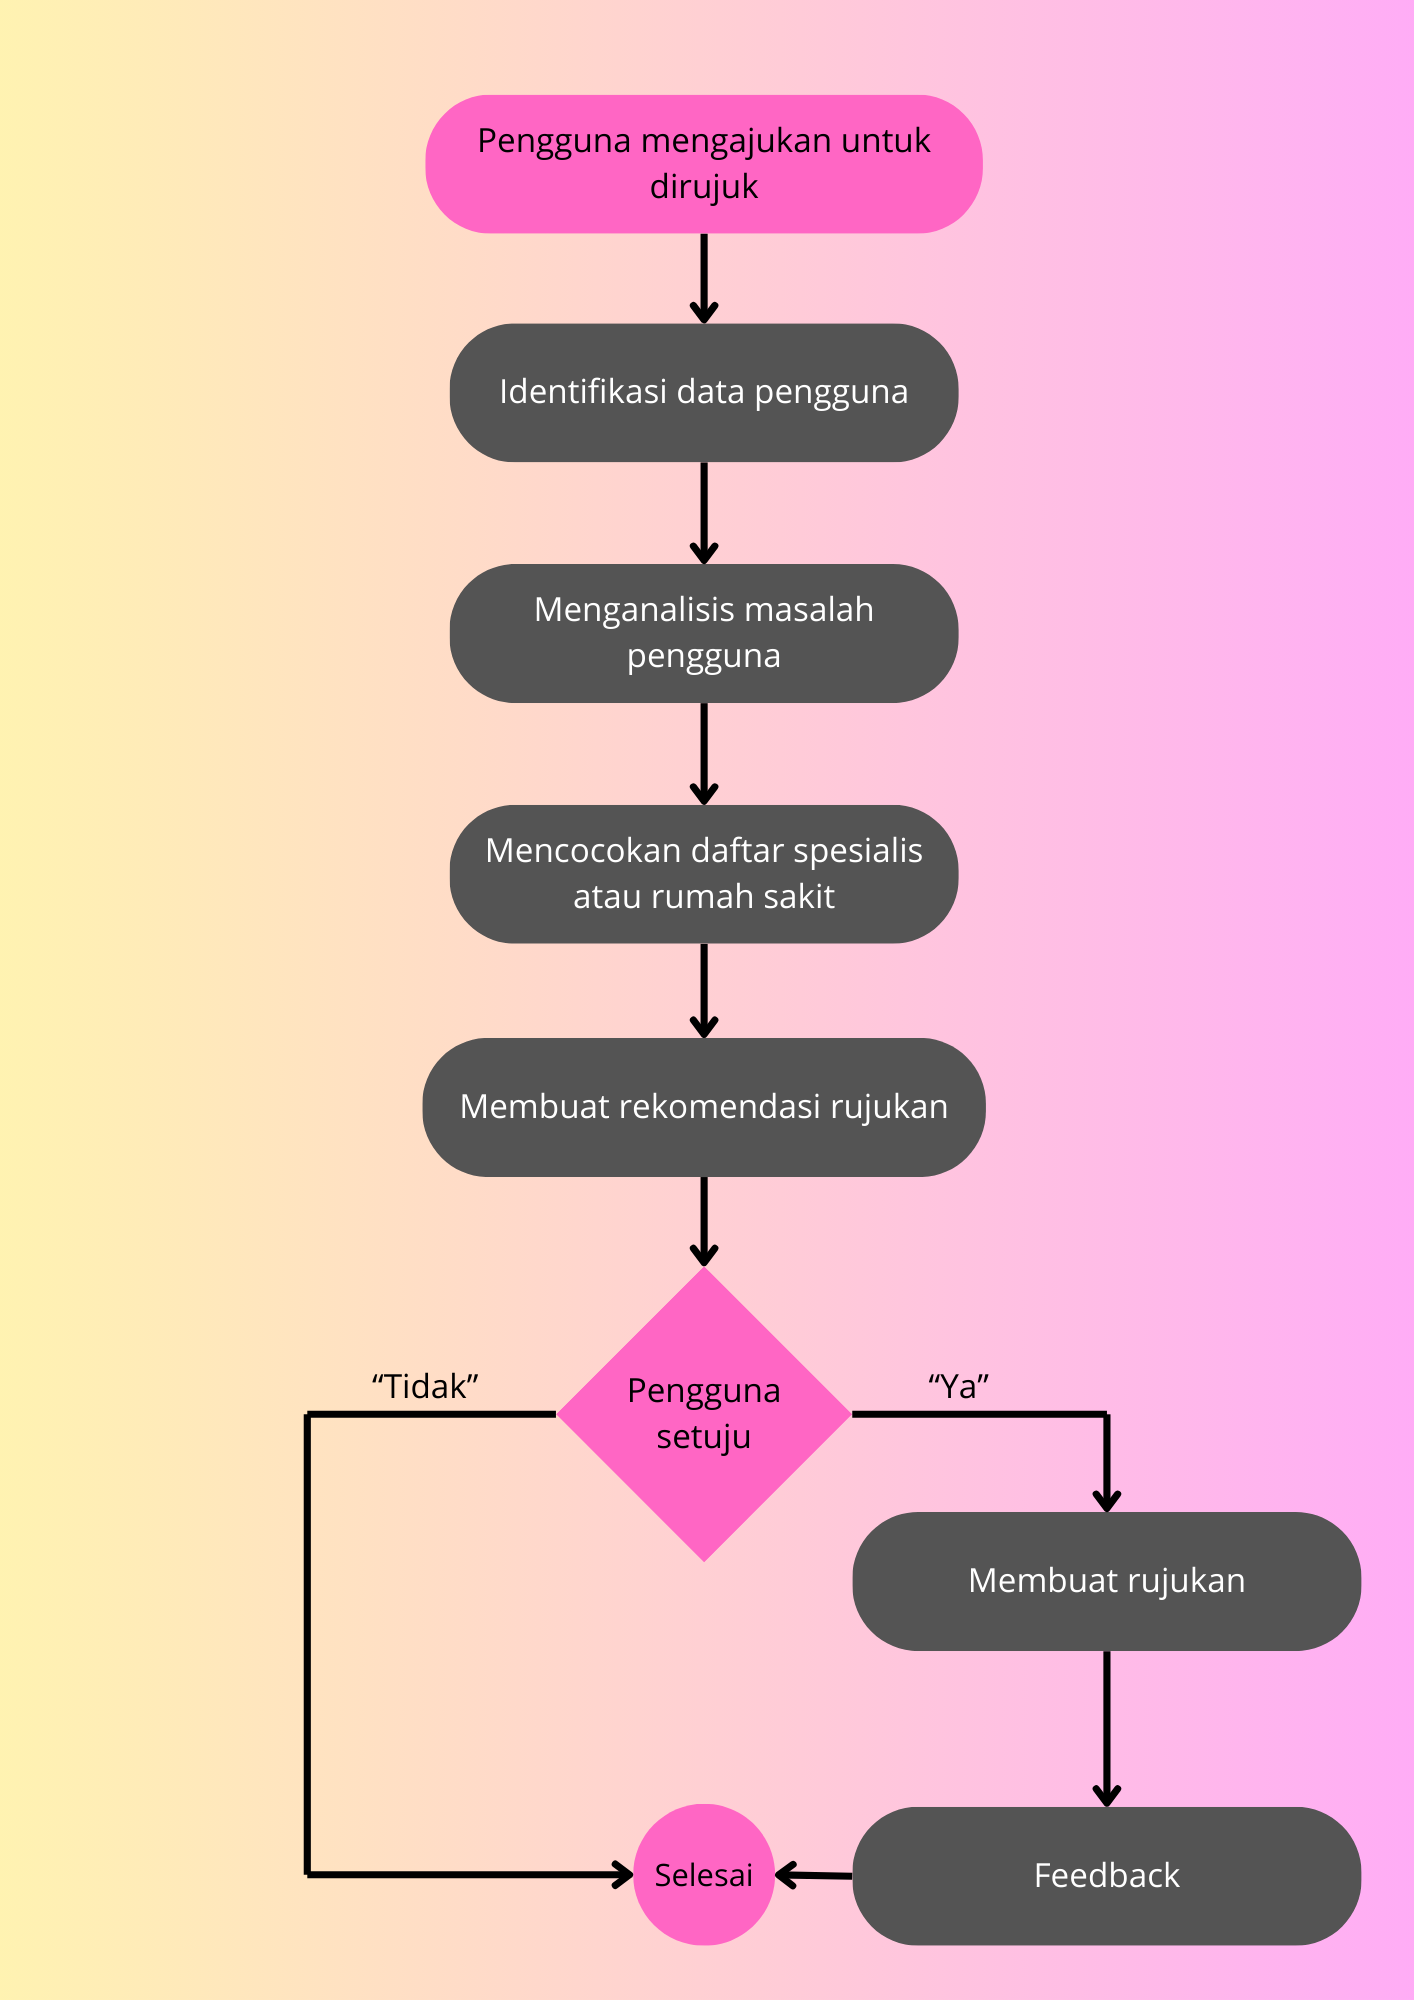 Pengguna mengajukan untuk
dirujuk
Identifikasi data pengguna
Menganalisis masalah
pengguna
Mencocokan daftar spesialis
atau rumah sakit
Membuat rekomendasi rujukan
“Tidak”
Pengguna
setuju
“Ya”
Membuat rujukan
Selesai
Feedback